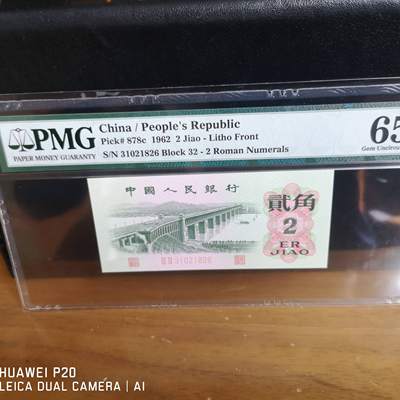 PMG
PAPER MONEY GUARANTY
China / People's Republic
Pick# 878c 1962 2 Jiao - Litho Front
S/N 31021826 Block 32 - 2 Roman Numerals
65
Gem Uncirc
中國人民銀行
貳角
2
ER
JIAO
31021826
HUAWEI P20
LEICA DUAL CAMERA | AI